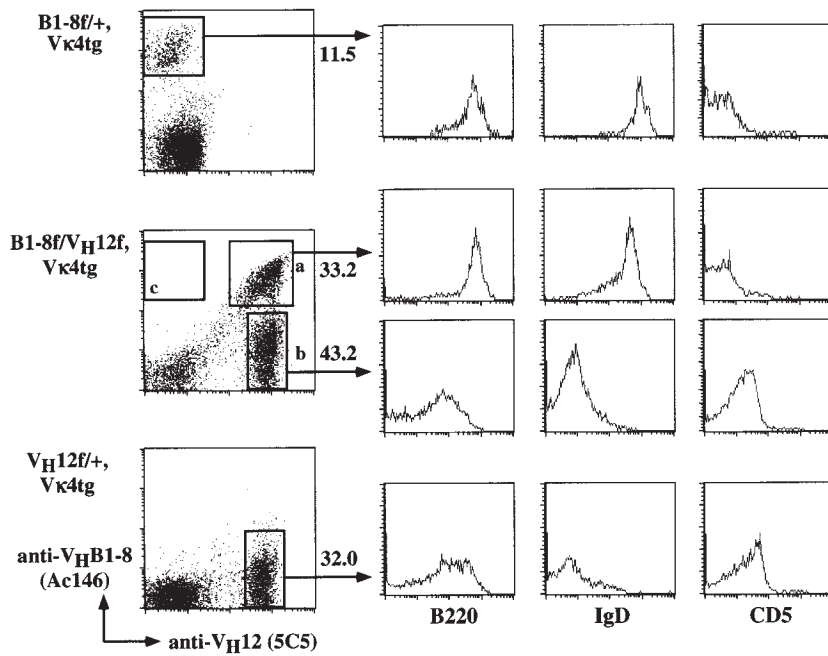 B1-8f/+,
Vκ4tg
11.5
B1-8f/VH12f,
Vκ4tg
a
33.2
c
b
43.2
VH12f/+,
Vκ4tg
32.0
anti-VHB1-8
(Ac146)
anti-VH12 (5C5)
B220
IgD
CD5